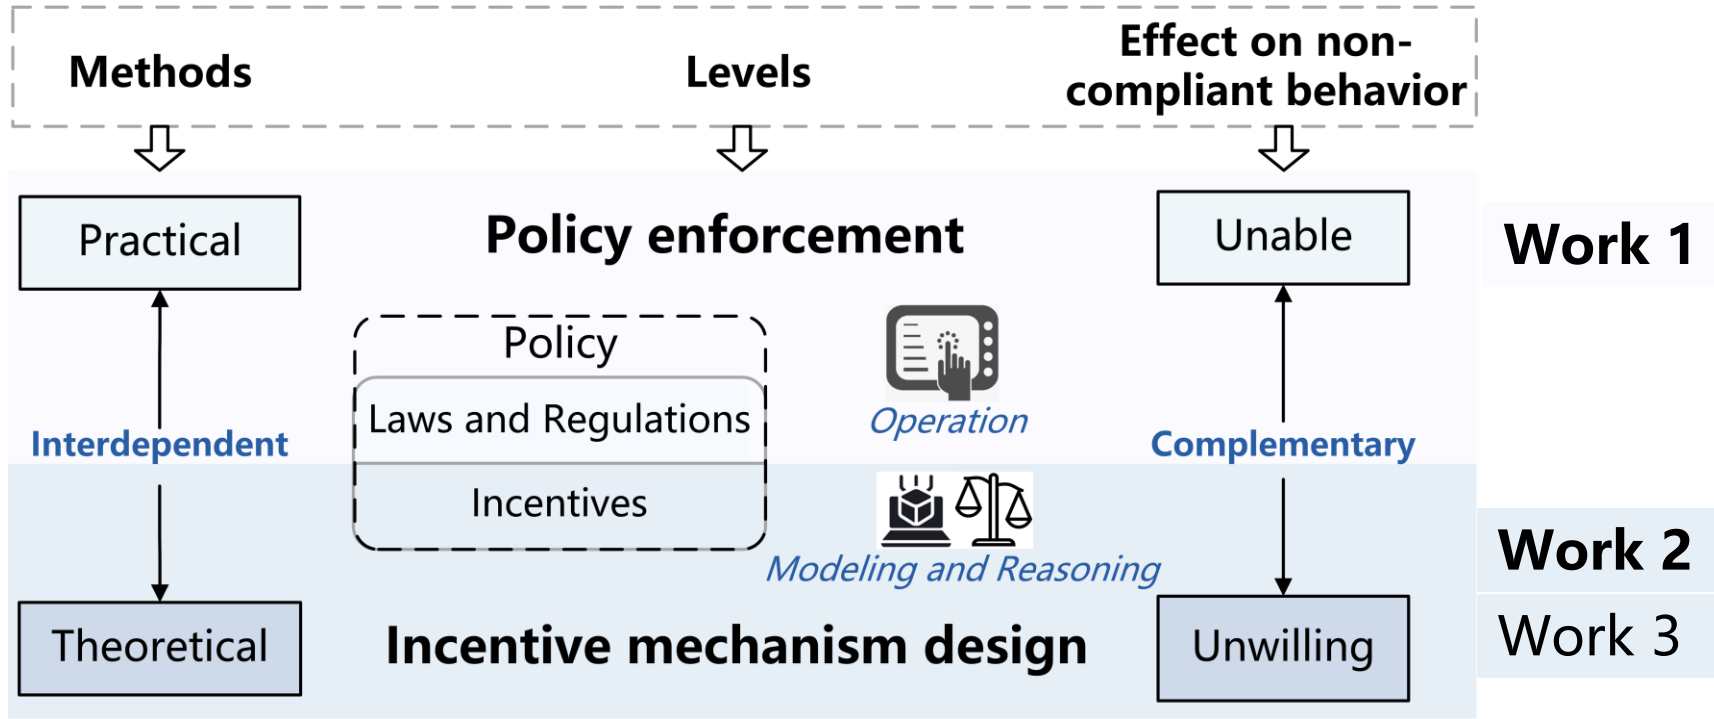 Methods
Levels
Effect on non-
compliant behavior
Practical
Policy enforcement
Unable
Work 1
Policy
Laws and Regulations
Operation
Interdependent
Complementary
Incentives
Modeling and Reasoning
Work 2
Theoretical
Incentive mechanism design
Unwilling
Work 3